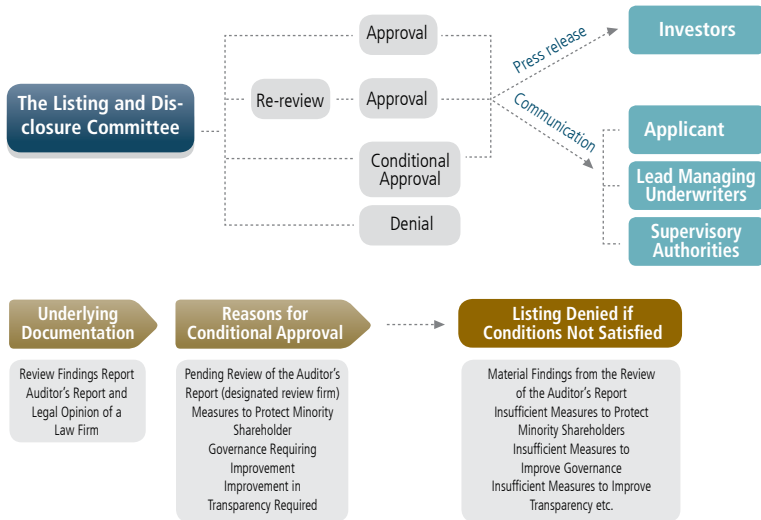 The Listing and Dis-
closure Committee
Approval
Re-review
Approval
Conditional
Approval
Denial
Press release
Communication
Investors
Applicant
Lead Managing
Underwriters
Supervisory
Authorities
Underlying
Documentation
Review Findings Report
Auditor's Report and
Legal Opinion of a
Law Firm
Reasons for
Conditional Approval
Pending Review of the Auditor's
Report (designated review firm)
Measures to Protect Minority
Shareholder
Governance Requiring
Improvement
Improvement in
Transparency Required
Listing Denied if
Conditions Not Satisfied
Material Findings from the Review
of the Auditor's Report
Insufficient Measures to Protect
Minority Shareholders
Insufficient Measures to
Improve Governance
Insufficient Measures to Improve
Transparency etc.